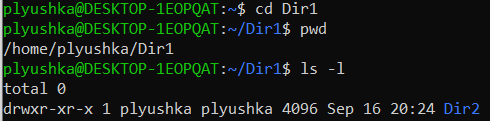 plyushka@DESKTOP-1EOPQAT:~$ cd Dir1
plyushka@DESKTOP-1EOPQAT:~/Dir1$ pwd
/home/plyushka/Dir1
plyushka@DESKTOP-1EOPQAT:~/Dir1$ ls -l
total 0
drwxr-xr-x 1 plyushka plyushka 4096 Sep 16 20:24 Dir2